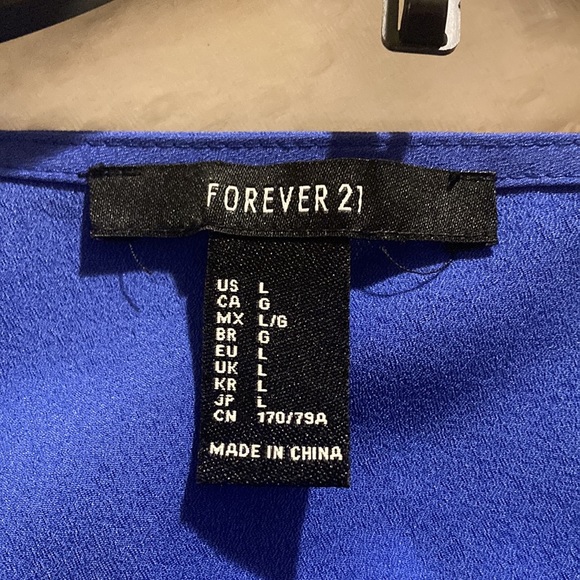 FOREVER 21
US L
CA G
MX L/G
BR G
EU L
UK L
KR L
JP L
CN 170/79A
MADE IN CHINA